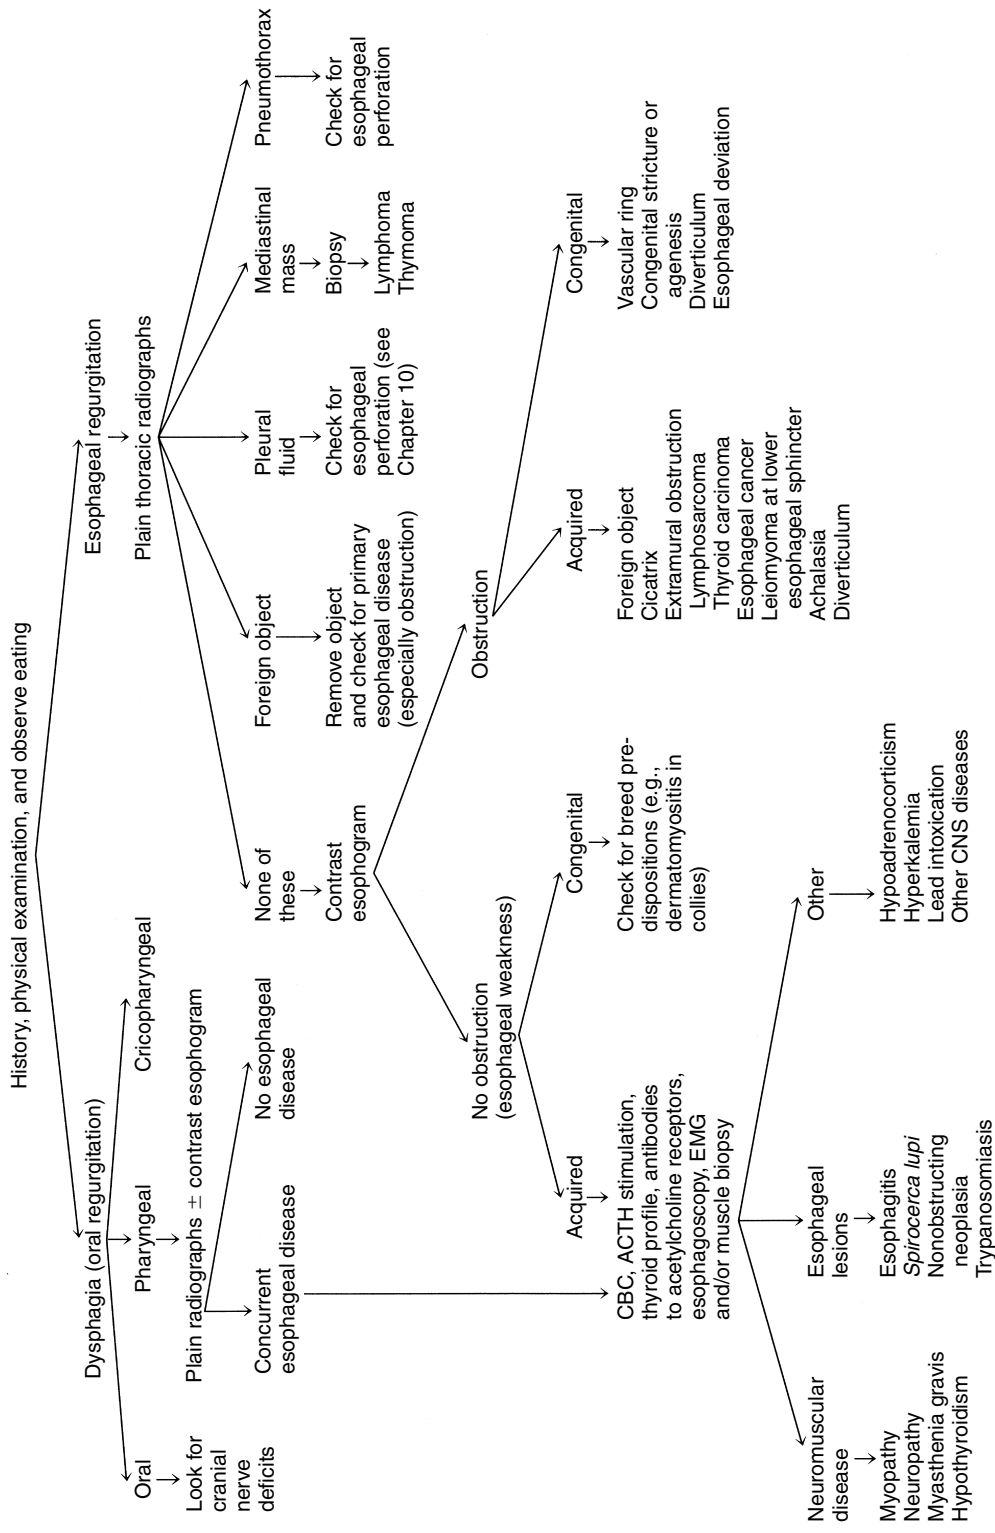 History, physical examination, and observe eating
Dysphagia (oral regurgitation)
Esophageal regurgitation
Oral
Pharyngeal
Cricopharyngeal
Plain thoracic radiographs
Look for
cranial
nerve
deficits
Plain radiographs ± contrast esophogram
Concurrent
esophageal disease
No esophageal
disease
None of
these
Foreign object
Pleural
fluid
Mediastinal
mass
Pneumothorax
Contrast
esophogram
Remove object
and check for primary
esophageal disease
(especially obstruction)
Check for
esophageal
perforation (see
Chapter 10)
Biopsy
Lymphoma
Thymoma
Check for
esophageal
perforation
No obstruction
(esophageal weakness)
Obstruction
Acquired
Congenital
Acquired
Congenital
CBC, ACTH stimulation,
thyroid profile, antibodies
to acetylcholine receptors,
esophagoscopy, EMG
and/or muscle biopsy
Check for breed pre-
dispositions (e.g.,
dermatomyositis in
collies)
Foreign object
Cicatrix
Extramural obstruction
Lymphosarcoma
Thyroid carcinoma
Esophageal cancer
Leiomyoma at lower
esophageal sphincter
Achalasia
Diverticulum
Vascular ring
Congenital stricture or
agenesis
Diverticulum
Esophageal deviation
Neuromuscular
disease
Esophageal
lesions
Other
Myopathy
Neuropathy
Myasthenia gravis
Hypothyroidism
Esophagitis
Spirocerca lupi
Nonobstructing
neoplasia
Trypanosomiasis
Hypoadrenocorticism
Hyperkalemia
Lead intoxication
Other CNS diseases